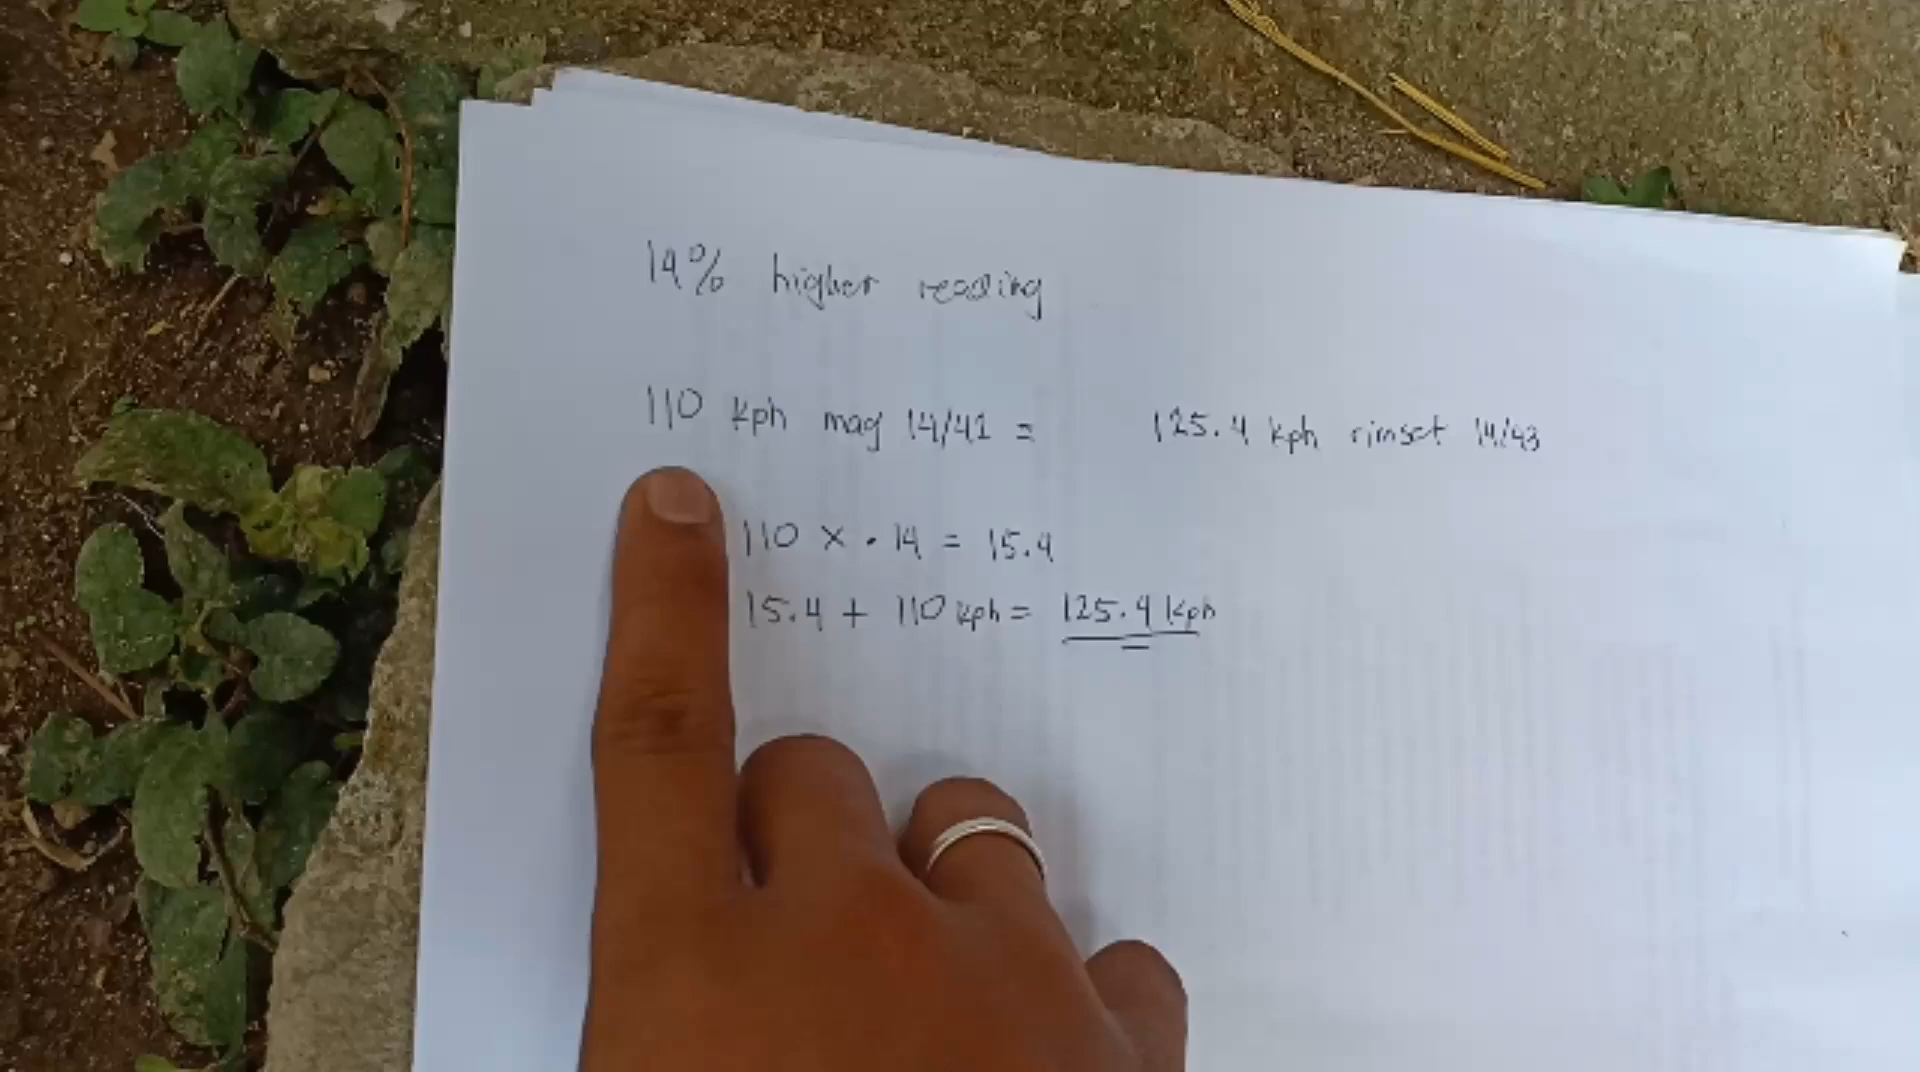 14% higher reading
110 kph mag 14/42 = 125.4 kph rimset 14/43
110 x .14 = 15.4
15.4 + 110 kph = 125.4 kph